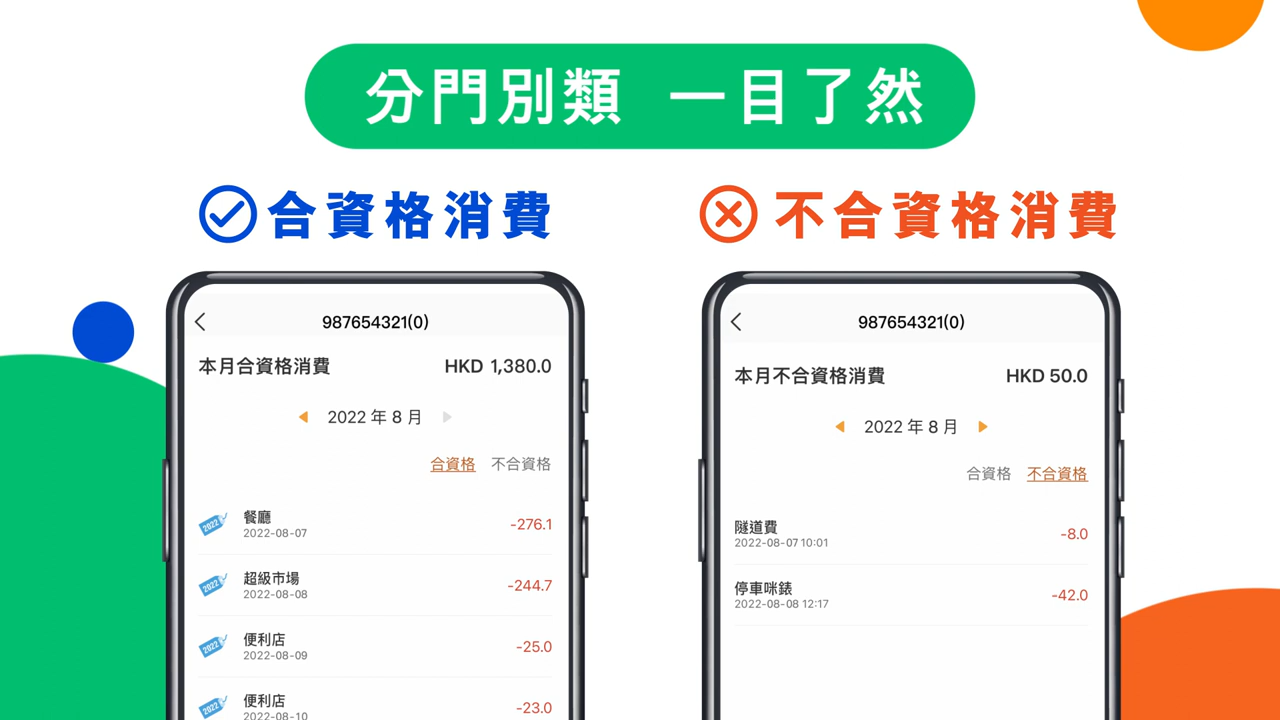 分門別類 一目了然
合資格消費
987654321(0)
本月合資格消費 HKD 1,380.0
2022 年 8 月
合資格 不合資格
2022 餐廳 -276.1
2022-08-07
2022 超級市場 -244.7
2022-08-08
2022 便利店 -25.0
2022-08-09
2022 便利店 -23.0
2022-08-10
不合資格消費
987654321(0)
本月不合資格消費 HKD 50.0
2022 年 8 月
合資格 不合資格
隧道費 -8.0
2022-08-07 10:01
停車咪錶 -42.0
2022-08-08 12:17